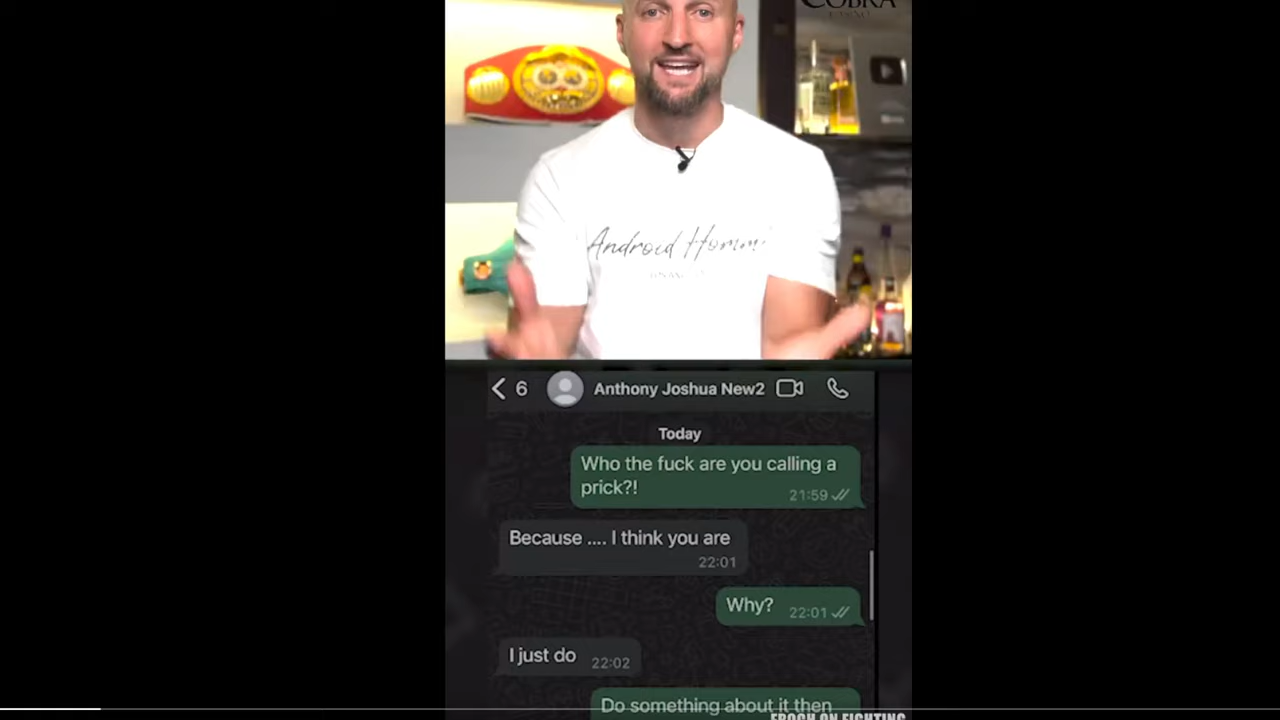 COBRA
Android Homme
6
Anthony Joshua New2
Today
Who the fuck are you calling a
prick?!
21:59
Because .... I think you are
22:01
Why?
22:01
I just do
22:02
Do something about it then
FROCH ON FIGHTING